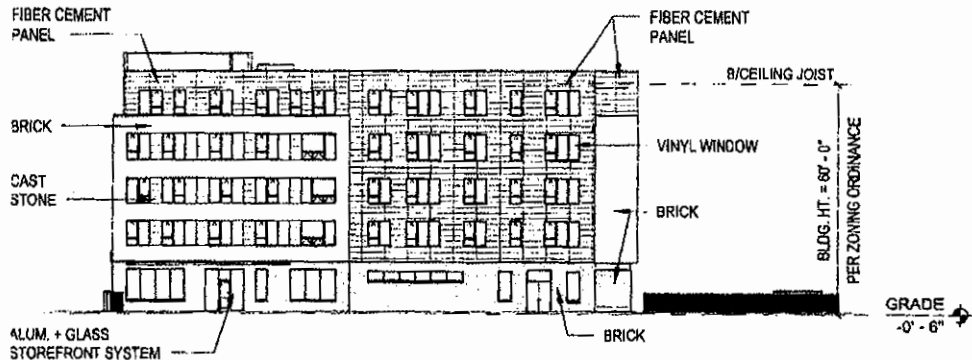 FIBER CEMENT
PANEL
FIBER CEMENT
PANEL
B/CEILING JOIST
BRICK
VINYL WINDOW
CAST
STONE
BRICK
BLDG. HT. = 60' - 0"
PER ZONING ORDINANCE
GRADE
-0' - 6"
ALUM. + GLASS
STOREFRONT SYSTEM
BRICK